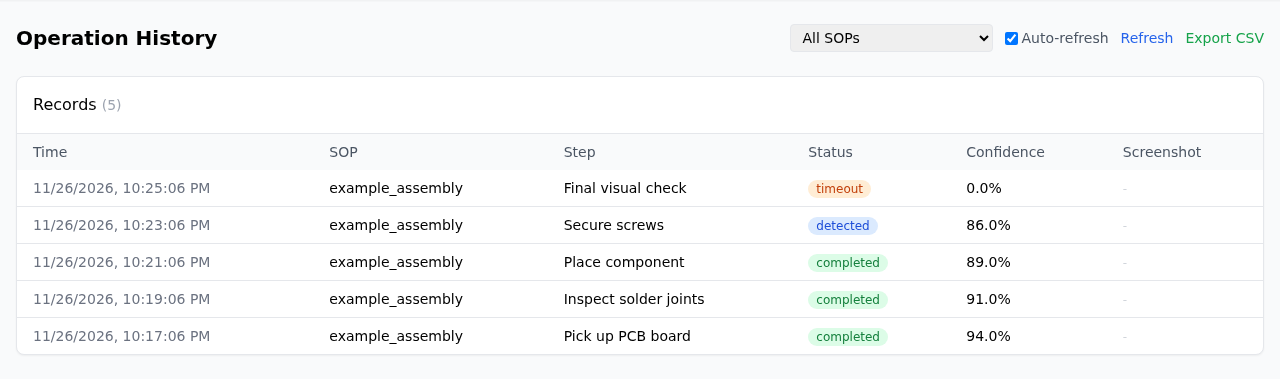 Operation History All SOPs Auto-refresh Refresh Export CSV
Records (5)
Time SOP Step Status Confidence Screenshot
11/26/2026, 10:25:06 PM example_assembly Final visual check timeout 0.0% -
11/26/2026, 10:23:06 PM example_assembly Secure screws detected 86.0% -
11/26/2026, 10:21:06 PM example_assembly Place component completed 89.0% -
11/26/2026, 10:19:06 PM example_assembly Inspect solder joints completed 91.0% -
11/26/2026, 10:17:06 PM example_assembly Pick up PCB board completed 94.0% -